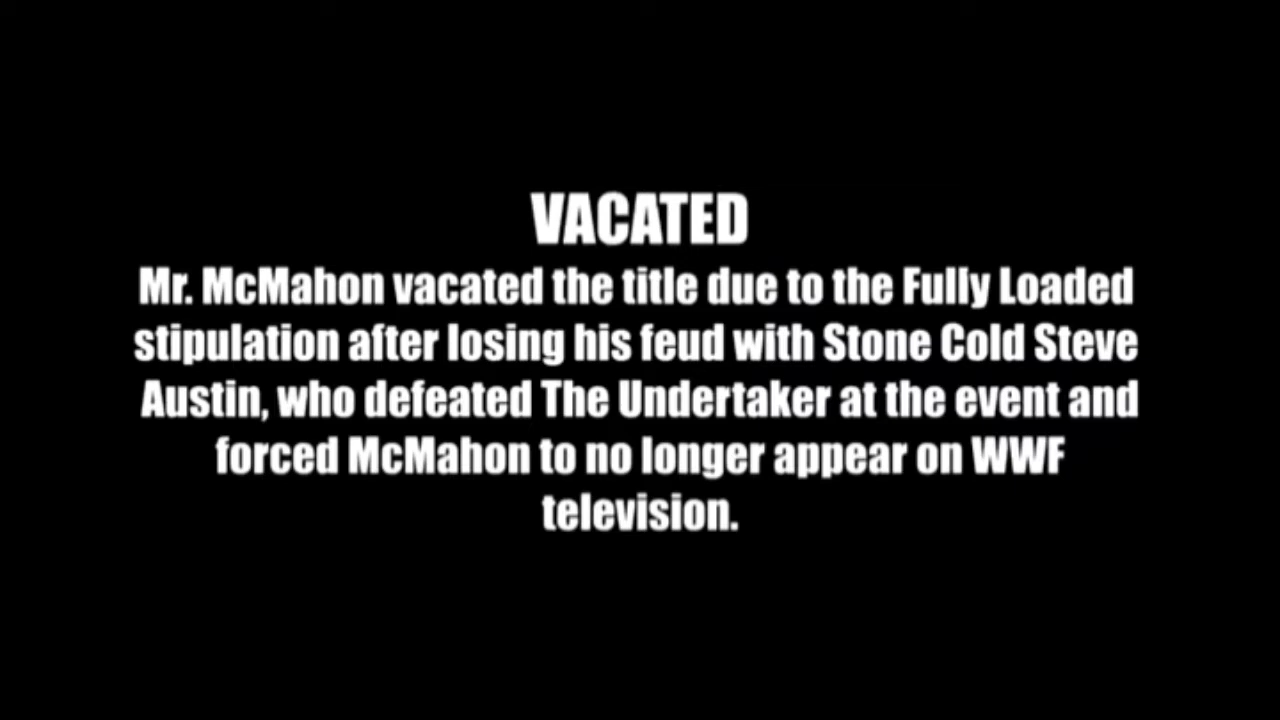 VACATED
Mr. McMahon vacated the title due to the Fully Loaded
stipulation after losing his feud with Stone Cold Steve
Austin, who defeated The Undertaker at the event and
forced McMahon to no longer appear on WWF
television.